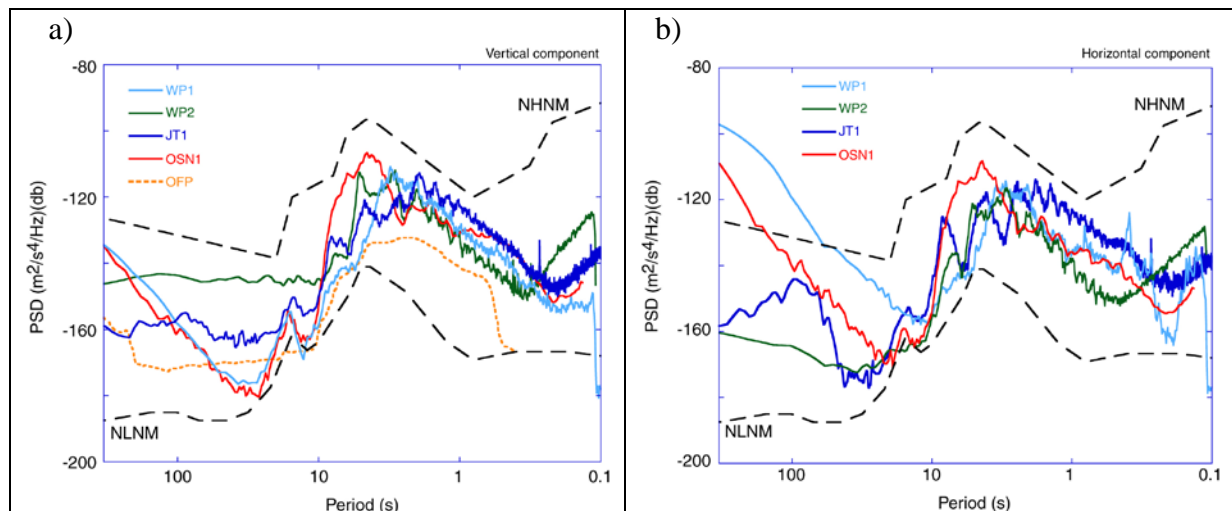 a)
Vertical component
-80
-120
-160
-200
PSD (m2/s4/Hz)(db)
WP1
WP2
JT1
OSN1
OFP
NHNM
NLNM
100
10
1
0.1
Period (s)
b)
Horizontal component
-80
-120
-160
-200
PSD (m2/s4/Hz)(db)
WP1
WP2
JT1
OSN1
NHNM
NLNM
100
10
1
0.1
Period (s)